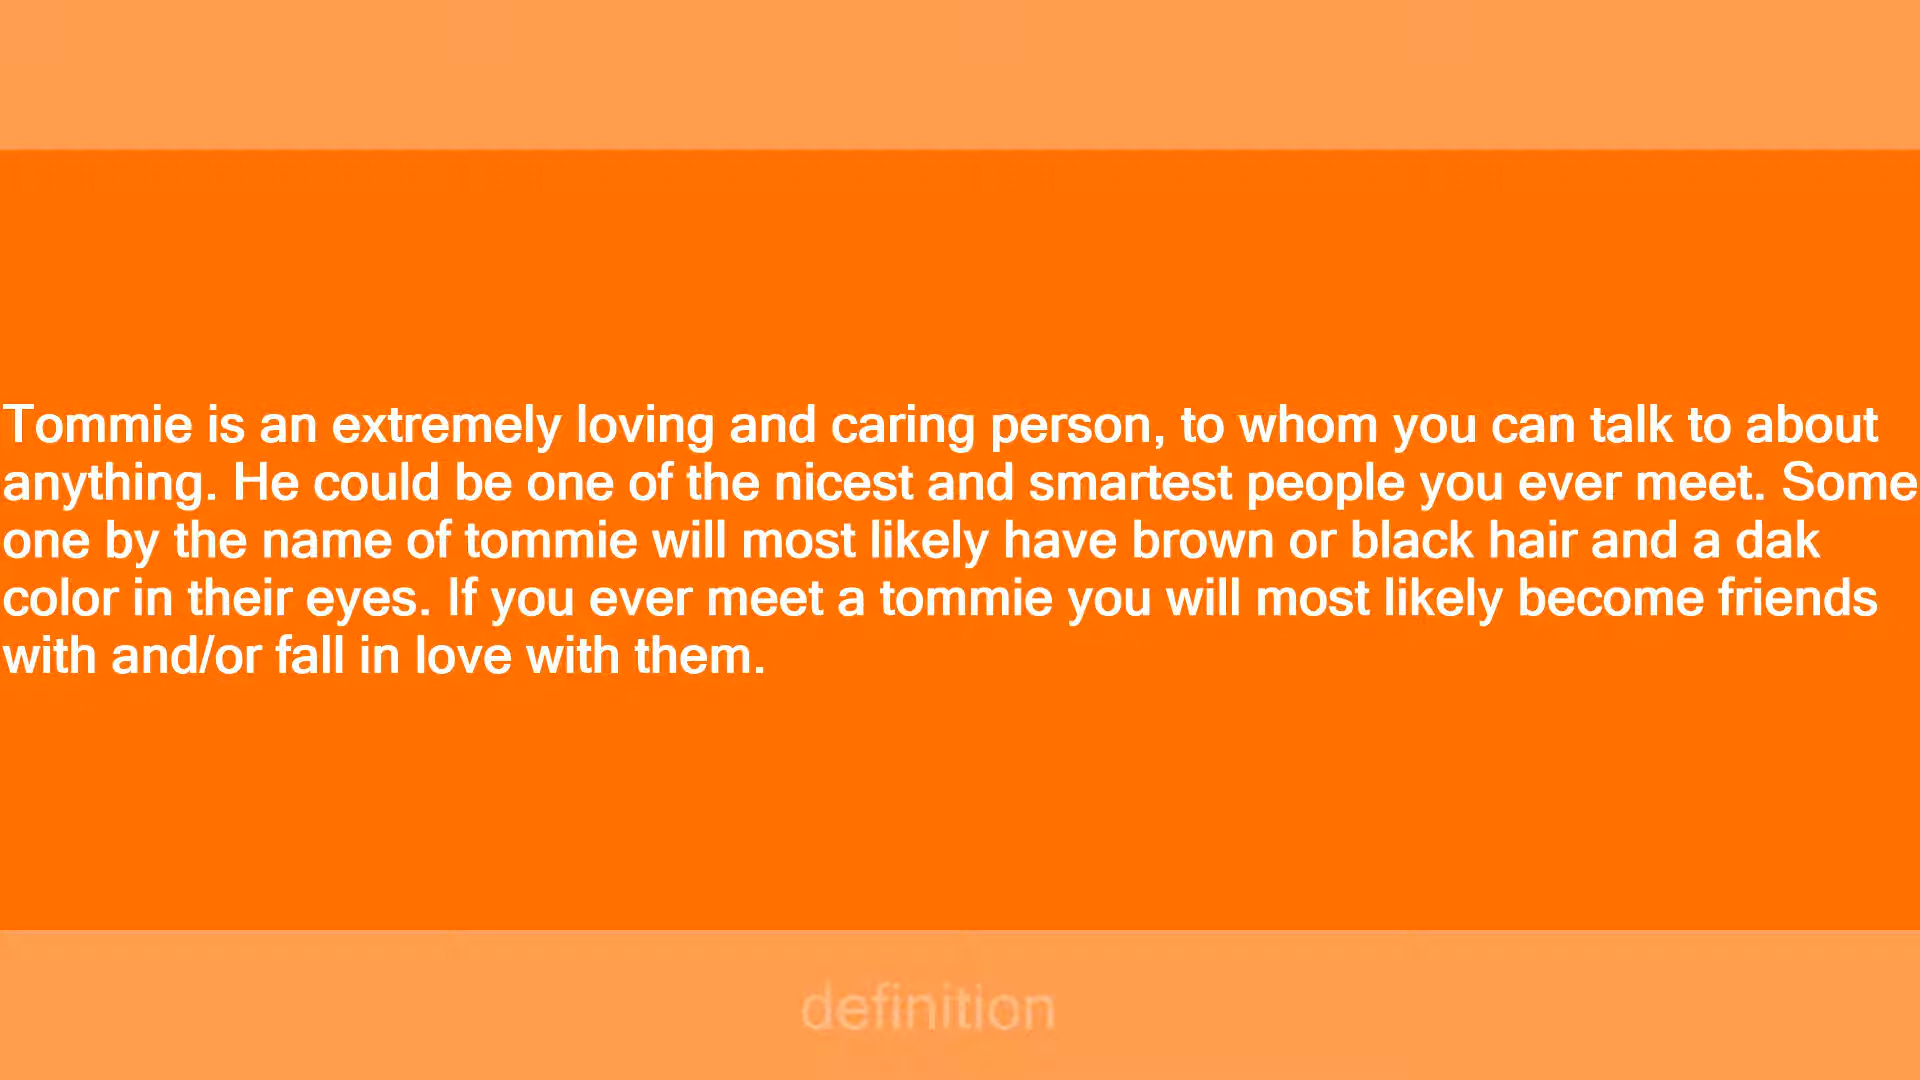 Tommie is an extremely loving and caring person, to whom you can talk to about
anything. He could be one of the nicest and smartest people you ever meet. Some
one by the name of tommie will most likely have brown or black hair and a dak
color in their eyes. If you ever meet a tommie you will most likely become friends
with and/or fall in love with them.
definition